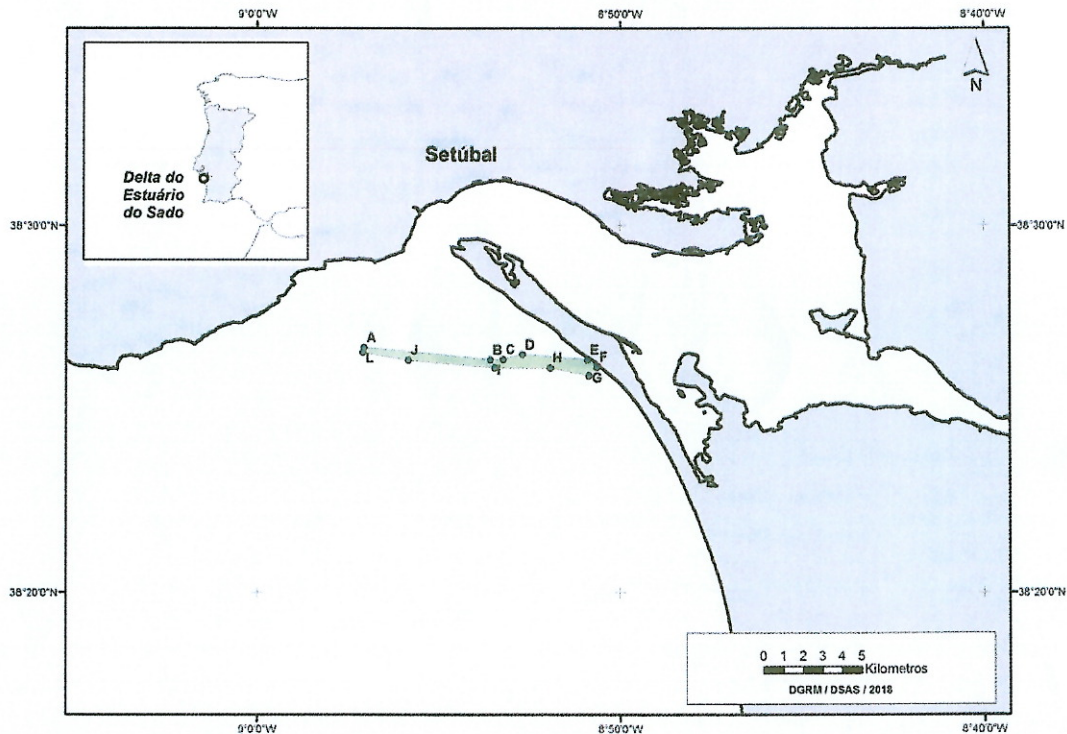 9°0'0"W 8°50'0"W 8°40'0"W
N
Setúbal
Delta do
Estuário
do Sado
38°30'0"N 38°30'0"N
A
L
J
B
C
I
D
H
E
F
G
38°20'0"N 38°20'0"N
0 1 2 3 4 5
Kilometros
DGRM / DSAS / 2018
9°0'0"W 8°50'0"W 8°40'0"W